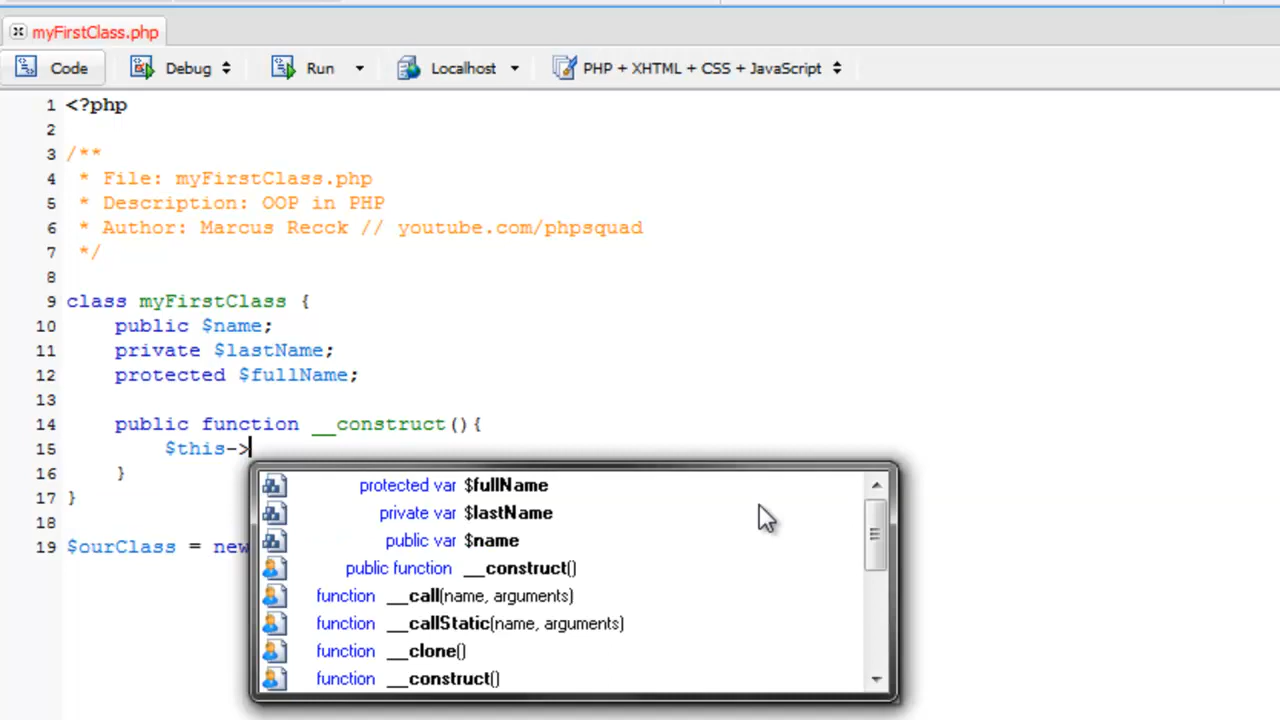 myFirstClass.php
Code Debug Run Localhost PHP + XHTML + CSS + JavaScript
1 <?php
2
3 /**
4 * File: myFirstClass.php
5 * Description: OOP in PHP
6 * Author: Marcus Recck // youtube.com/phpsquad
7 */
8
9 class myFirstClass {
10 public $name;
11 private $lastName;
12 protected $fullName;
13
14 public function __construct(){
15 $this->
16 }
17 }
18
19 $ourClass = new
protected var $fullName
private var $lastName
public var $name
public function __construct()
function __call(name, arguments)
function __callStatic(name, arguments)
function __clone()
function __construct()